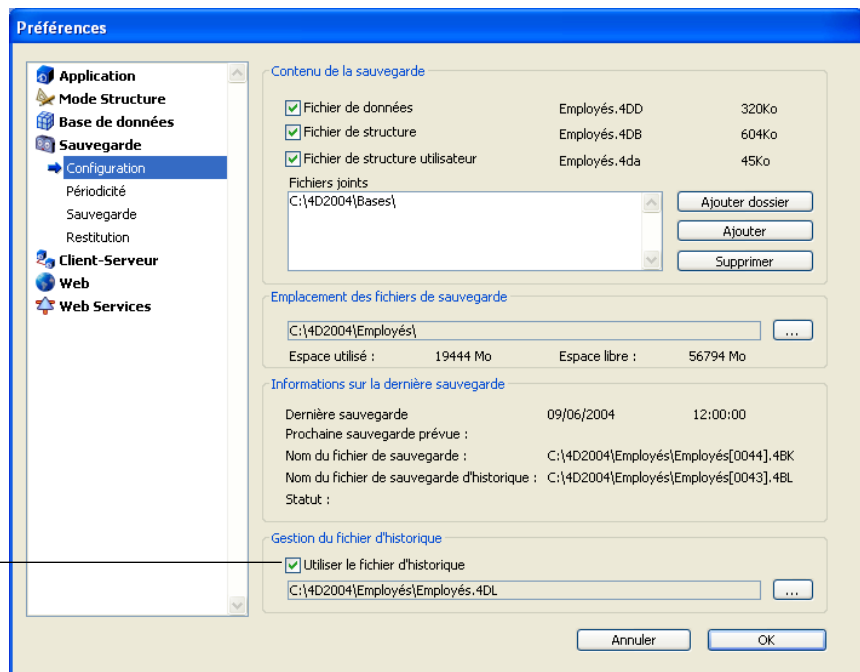 Préférences
Application
Mode Structure
Base de données
Sauvegarde
Configuration
Périodicité
Sauvegarde
Restitution
Client-Serveur
Web
Web Services
Contenu de la sauvegarde
Fichier de données Employés.4DD 320Ko
Fichier de structure Employés.4DB 604Ko
Fichier de structure utilisateur Employés.4da 45Ko
Fichiers joints
C:\4D2004\Bases\
Ajouter dossier
Ajouter
Supprimer
Emplacement des fichiers de sauvegarde
C:\4D2004\Employés\ ...
Espace utilisé : 19444 Mo Espace libre : 56794 Mo
Informations sur la dernière sauvegarde
Dernière sauvegarde 09/06/2004 12:00:00
Prochaine sauvegarde prévue :
Nom du fichier de sauvegarde : C:\4D2004\Employés\Employés[0044].4BK
Nom du fichier de sauvegarde d'historique : C:\4D2004\Employés\Employés[0043].4BL
Statut :
Gestion du fichier d'historique
Utiliser le fichier d'historique
C:\4D2004\Employés\Employés.4DL ...
Annuler OK